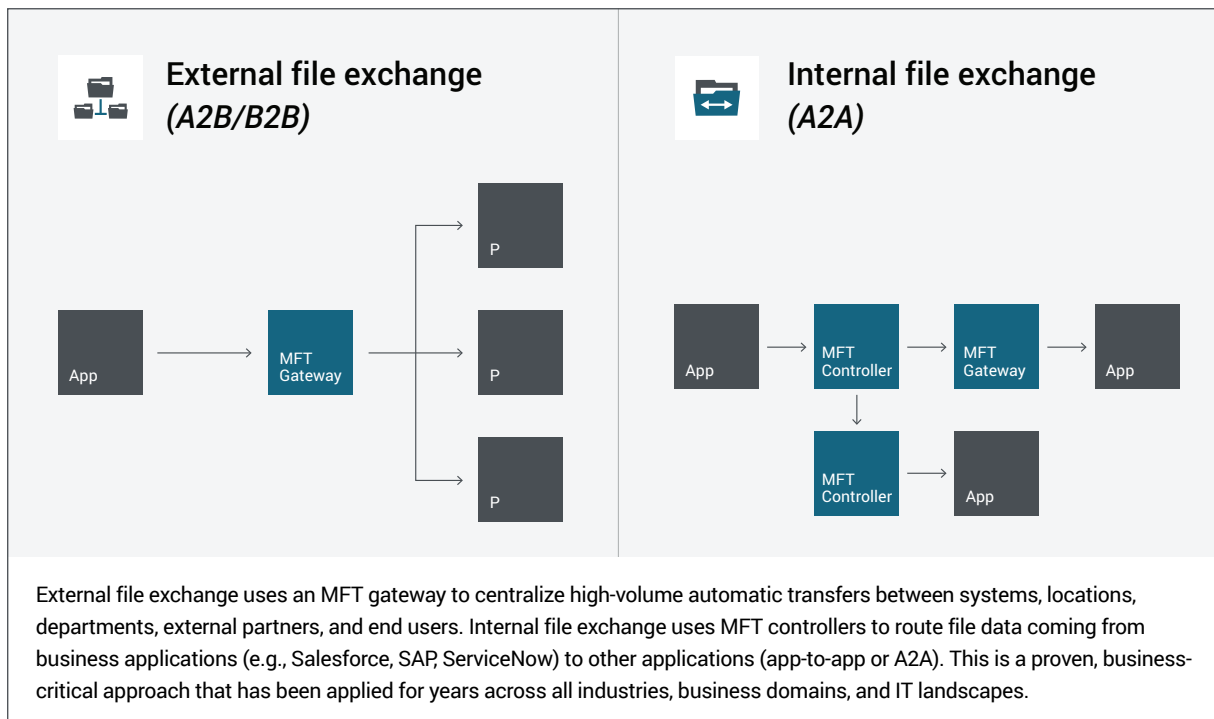 External file exchange
(A2B/B2B)
P
App
MFT
Gateway
P
P
Internal file exchange
(A2A)
App
MFT
Controller
MFT
Gateway
App
MFT
Controller
App
External file exchange uses an MFT gateway to centralize high-volume automatic transfers between systems, locations,
departments, external partners, and end users. Internal file exchange uses MFT controllers to route file data coming from
business applications (e.g., Salesforce, SAP, ServiceNow) to other applications (app-to-app or A2A). This is a proven, business-
critical approach that has been applied for years across all industries, business domains, and IT landscapes.